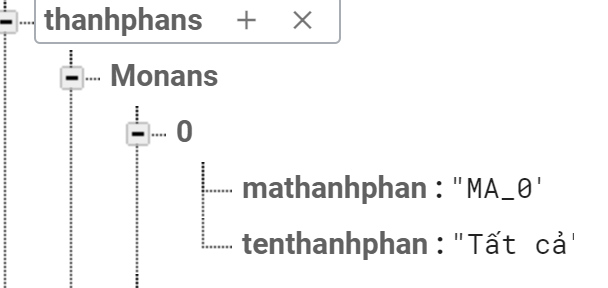 thanhphans + ×
Monans
0
mathanhphan : "MA_0'
tenthanhphan : "Tất cả'